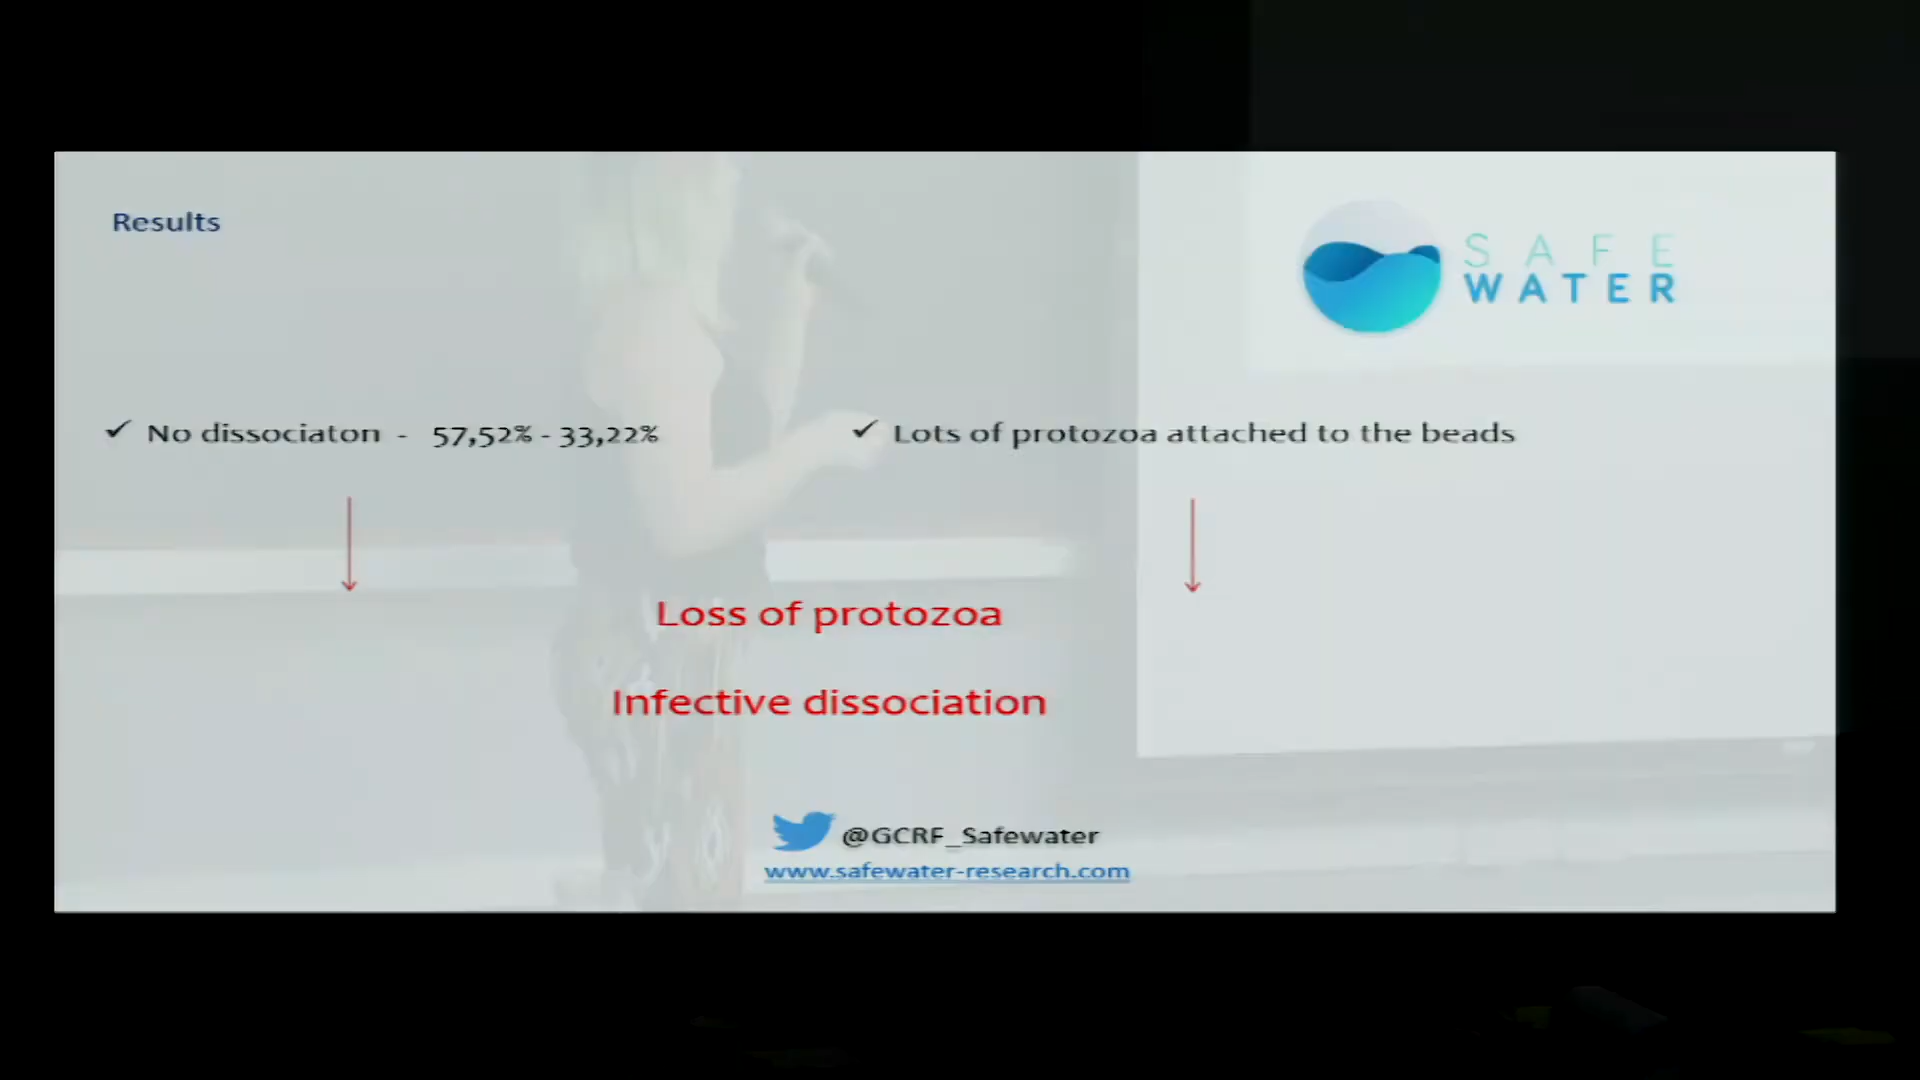 Results
SAFE
WATER
✓ No dissociaton - 57,52% - 33,22%
✓ Lots of protozoa attached to the beads
Loss of protozoa
Infective dissociation
@GCRF_Safewater
www.safewater-research.com